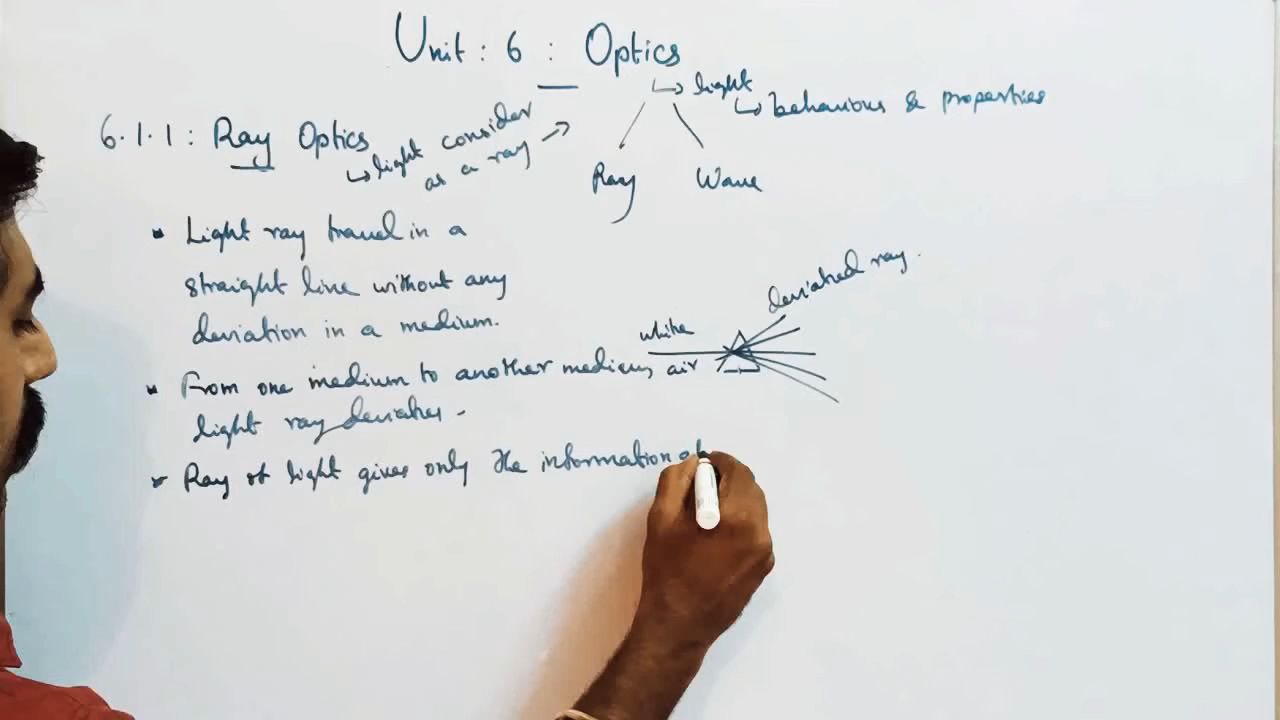 Unit : 6 : Optics
↳ light
↳ behaviours & properties
6.1.1 : Ray Optics
↳ light consider
as a ray →
Ray Wave
• Light ray travel in a
straight line without any
deviation in a medium.
• From one medium to another medium, air
light ray deviates.
white
deviated ray.
• Ray of light gives only the information